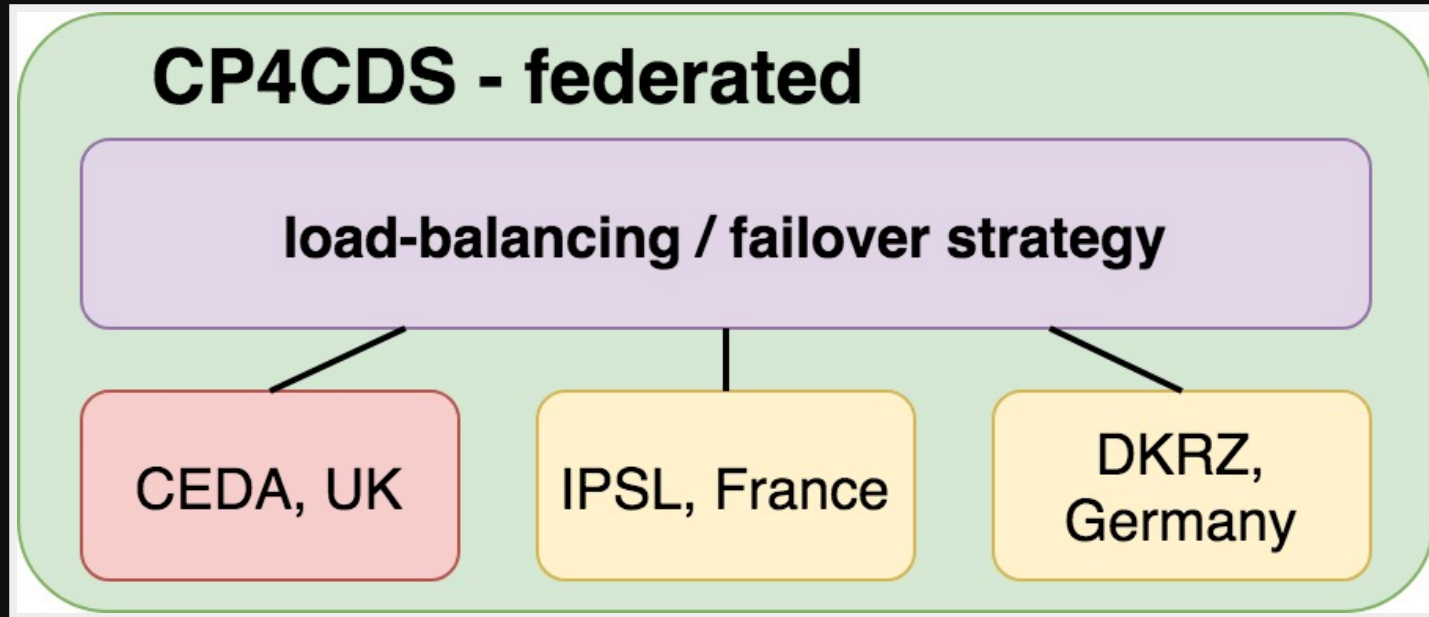 CP4CDS - federated
load-balancing / failover strategy
CEDA, UK
IPSL, France
DKRZ,
Germany